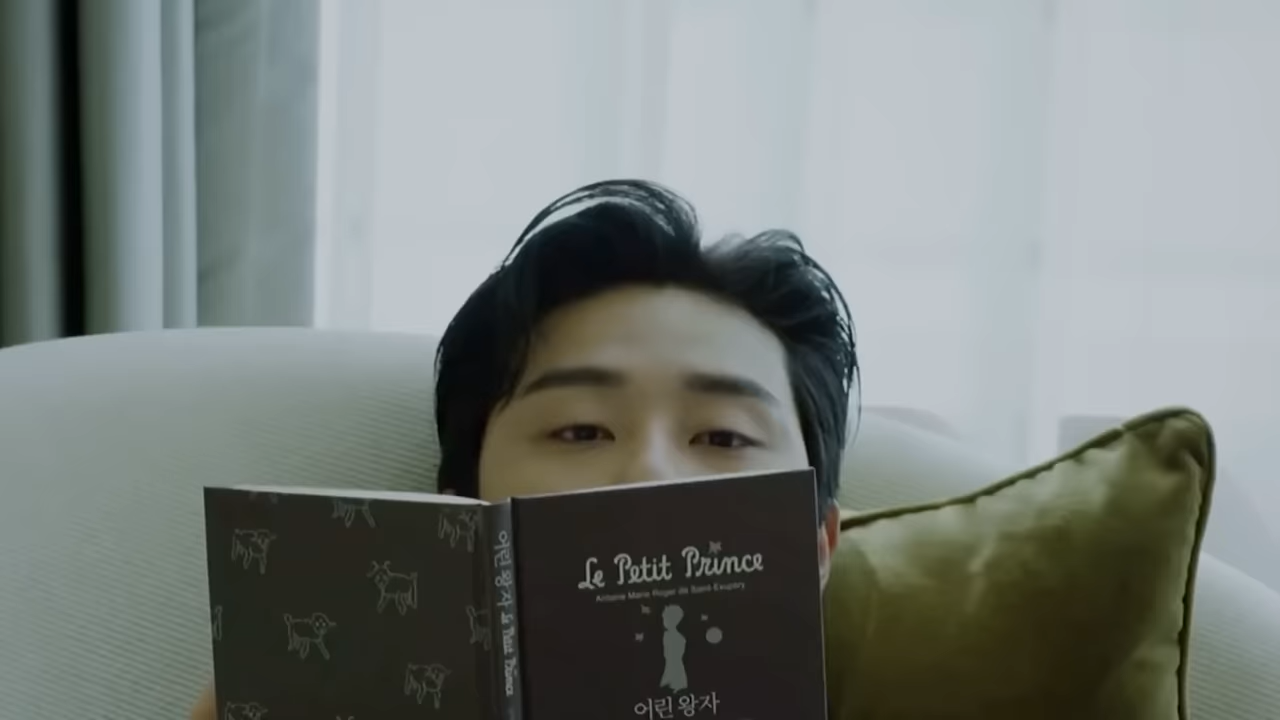 어린 왕자 Le Petit Prince
Le Petit Prince
Antoine Marie Roger de Saint-Exupéry
어린 왕자